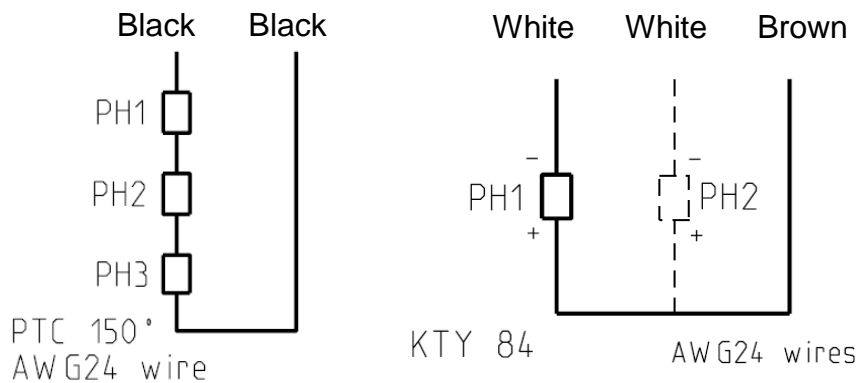 Black Black
PH1
PH2
PH3
PTC 150°
AWG24 wire
White White Brown
-
-
PH1
PH2
+
+
KTY 84
AWG24 wires